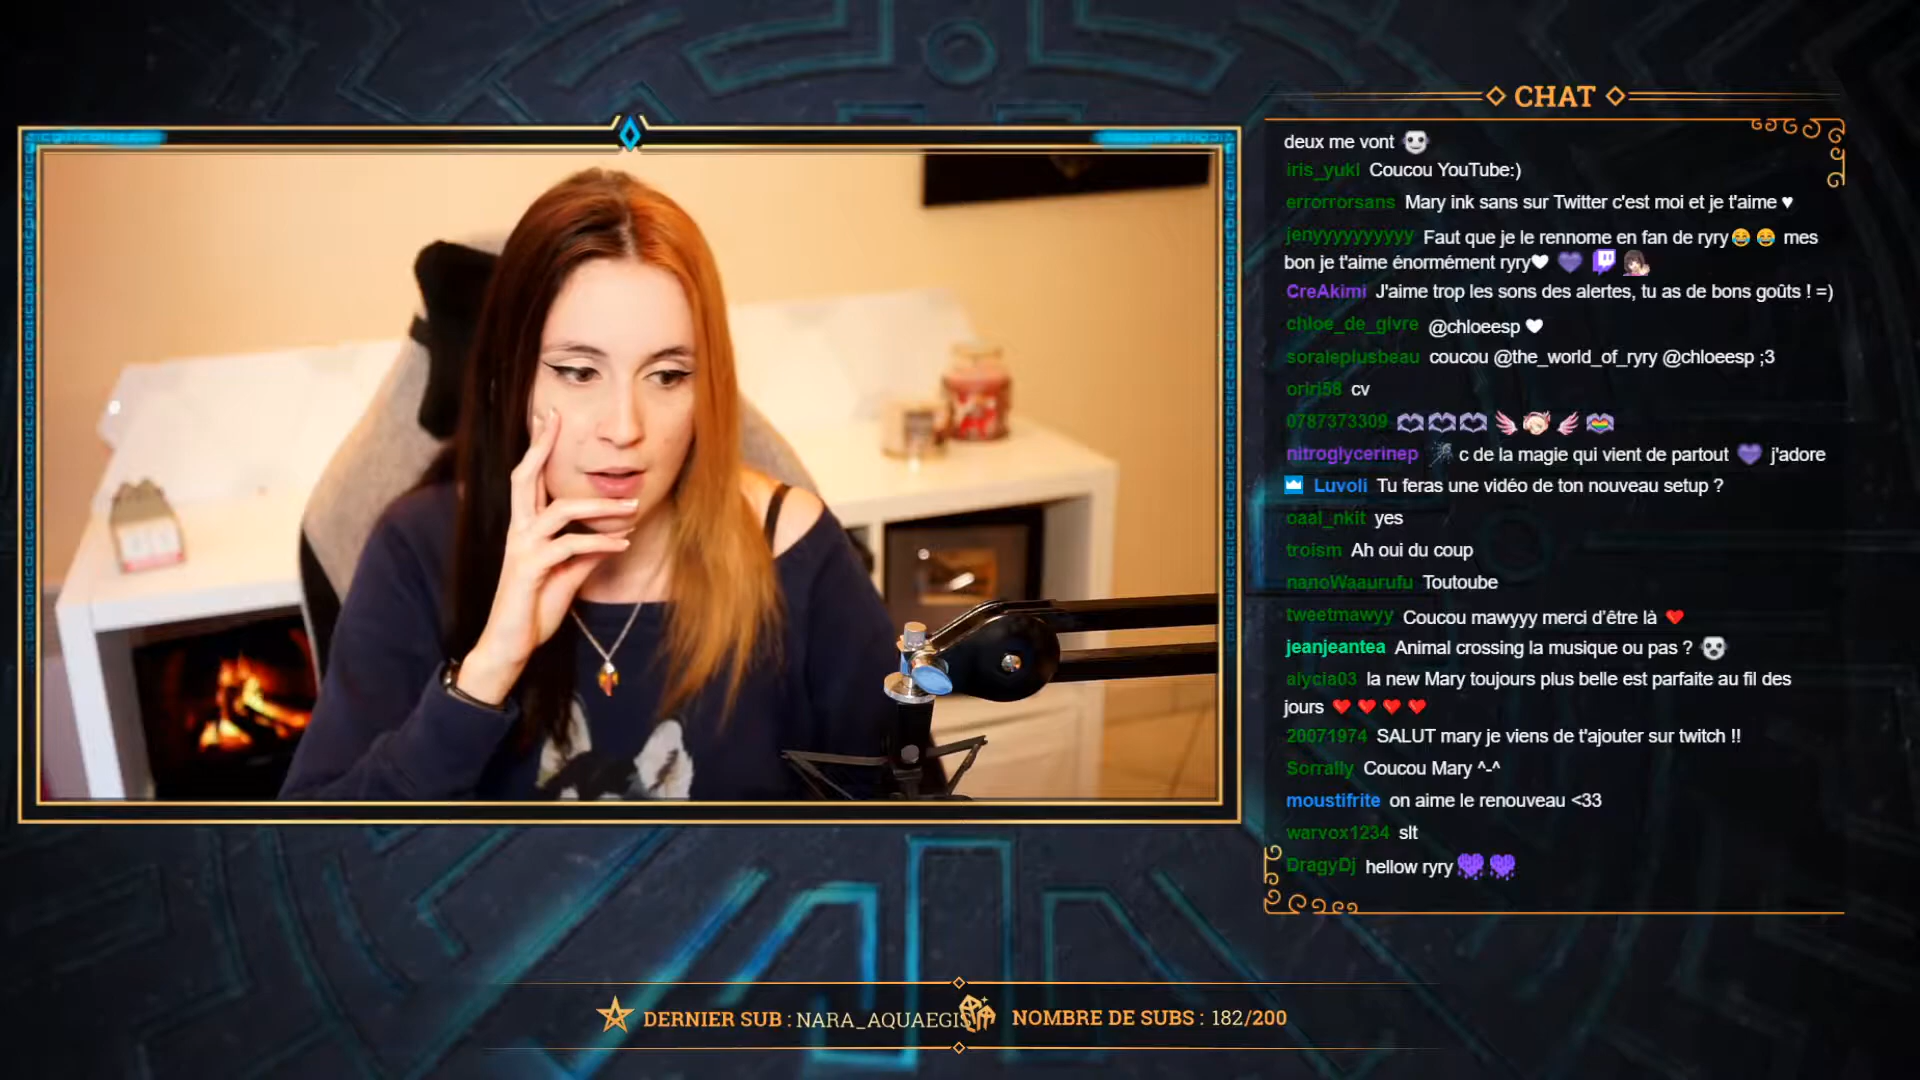 CHAT
deux me vont
iris_yuki Coucou YouTube:)
errorrorsans Mary ink sans sur Twitter c'est moi et je t'aime ♥
jenyyyyyyyyyy Faut que je le rennome en fan de ryry😂 😂 mes
bon je t'aime énormément ryry🤍 💜
CreAkimi J'aime trop les sons des alertes, tu as de bons goûts ! =)
chloe_de_givre @chloeesp 🤍
soraleplusbeau coucou @the_world_of_ryry @chloeesp ;3
oriri58 cv
0787373309
nitroglycerinep c de la magie qui vient de partout 💜 j'adore
Luvoli Tu feras une vidéo de ton nouveau setup ?
oaal_nkit yes
troism Ah oui du coup
nanoWaaurufu Toutoube
tweetmawyy Coucou mawyyy merci d'être là ❤
jeanjeantea Animal crossing la musique ou pas ?
alycia03 la new Mary toujours plus belle est parfaite au fil des
jours ❤ ❤ ❤ ❤
20071974 SALUT mary je viens de t'ajouter sur twitch !!
Sorrally Coucou Mary ^-^
moustifrite on aime le renouveau <33
warvox1234 slt
DragyDj hellow ryry
DERNIER SUB : NARA_AQUAEGIS
NOMBRE DE SUBS : 182/200